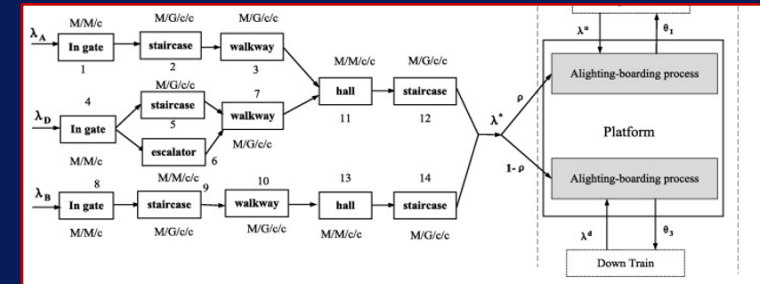 M/M/c
M/G/c/c
M/G/c/c
λA
In gate
staircase
walkway
1
2
3
M/M/c/c
M/G/c/c
M/G/c/c
4
staircase
7
hall
staircase
λD
In gate
5
walkway
11
12
escalator
6
M/G/c/c
M/M/c
M/M/c/c
8
9
10
13
14
λB
In gate
staircase
walkway
hall
staircase
M/M/c
M/G/c/c
M/G/c/c
M/M/c/c
M/G/c/c
λ*
ρ
1-ρ
λu
θ1
Alighting-boarding process
Platform
Alighting-boarding process
λd
θ3
Down Train